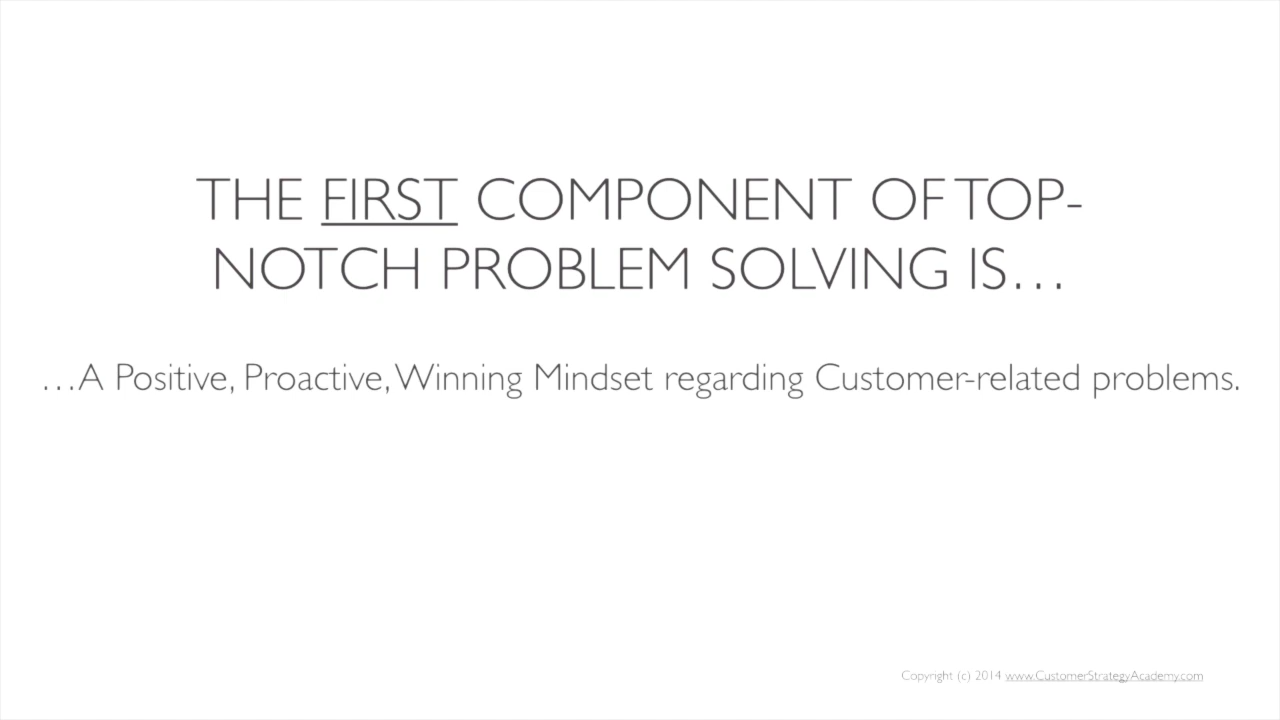 THE FIRST COMPONENT OF TOP-
NOTCH PROBLEM SOLVING IS…
…A Positive, Proactive, Winning Mindset regarding Customer-related problems.
Copyright (c) 2014 www.CustomerStrategyAcademy.com